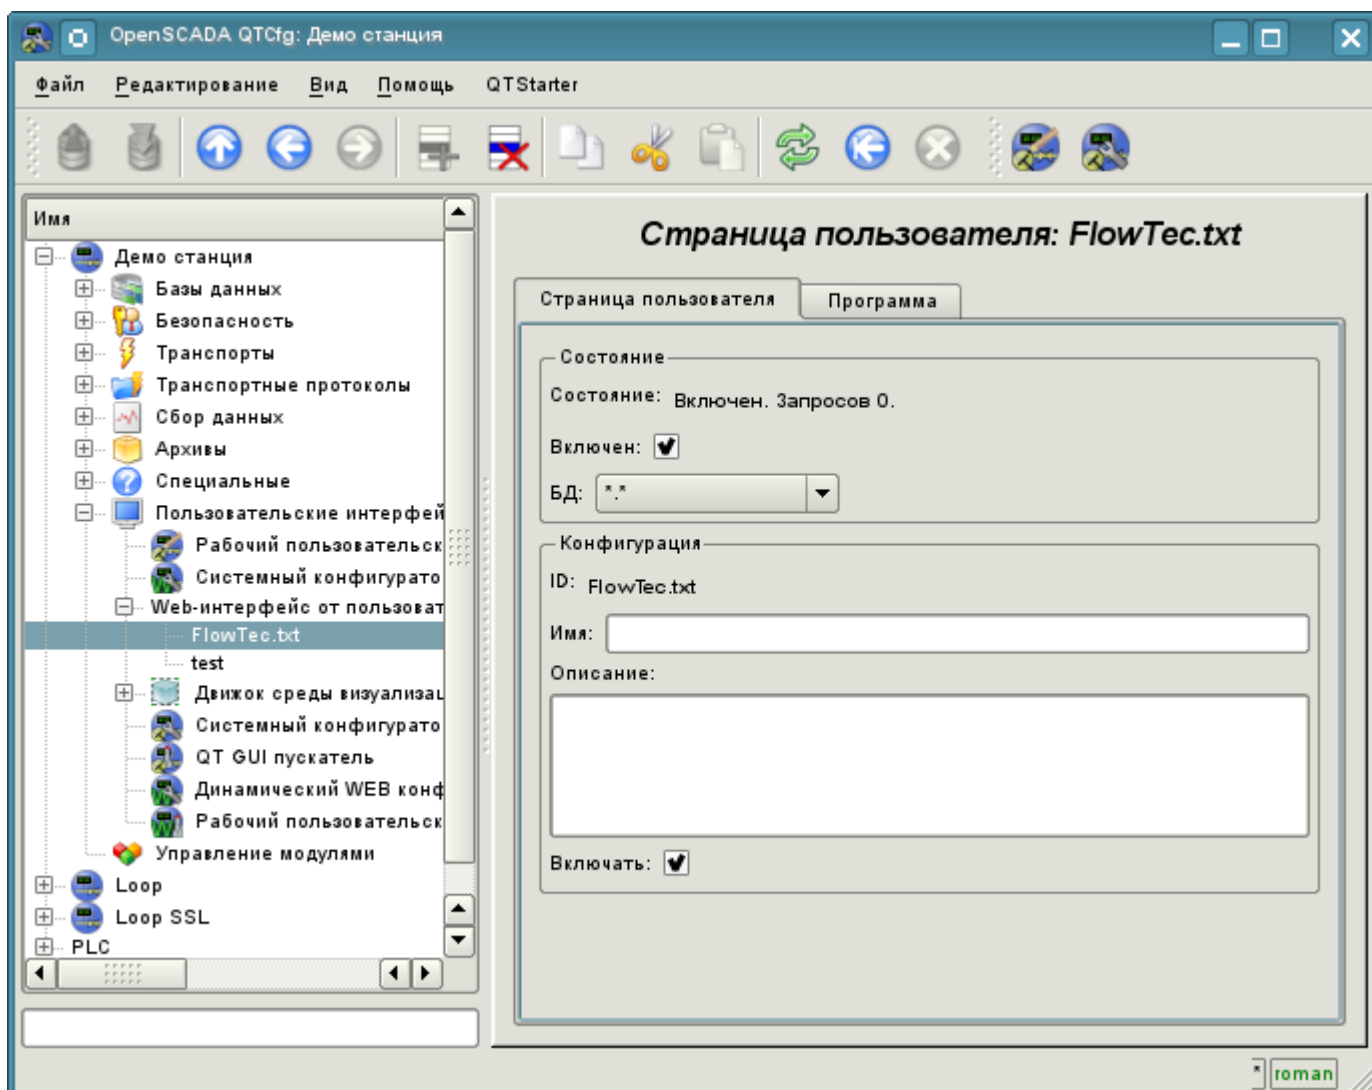 OpenSCADA QTCfg: Демо станция
Файл Редактирование Вид Помощь QTStarter
Имя
Демо станция
Базы данных
Безопасность
Транспорты
Транспортные протоколы
Сбор данных
Архивы
Специальные
Пользовательские интерфей
Рабочий пользовательск
Системный конфигурато
Web-интерфейс от пользоват
FlowTec.txt
test
Движок среды визуализац
Системный конфигурато
QT GUI пускатель
Динамический WEB конф
Рабочий пользовательск
Управление модулями
Loop
Loop SSL
PLC
Страница пользователя: FlowTec.txt
Страница пользователя Программа
Состояние
Состояние: Включен. Запросов 0.
Включен:
БД: *.*
Конфигурация
ID: FlowTec.txt
Имя:
Описание:
Включать:
* roman